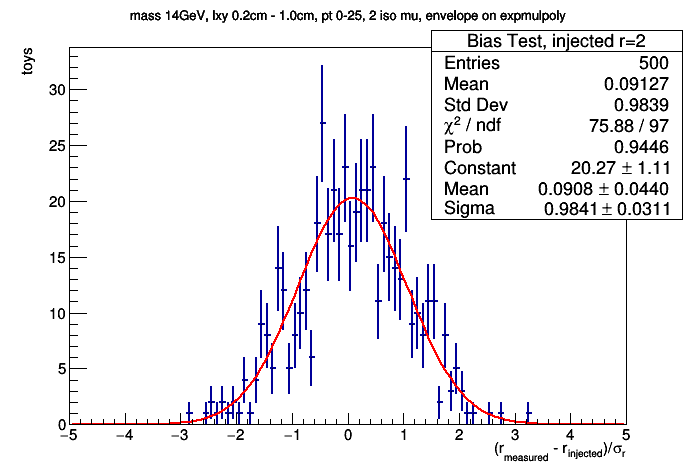 mass 14GeV, lxy 0.2cm - 1.0cm, pt 0-25, 2 iso mu, envelope on expmulpoly
Bias Test, injected r=2
Entries 500
Mean 0.09127
Std Dev 0.9839
χ² / ndf 75.88 / 97
Prob 0.9446
Constant 20.27 ± 1.11
Mean 0.0908 ± 0.0440
Sigma 0.9841 ± 0.0311
toys
30
25
20
15
10
5
0
−5 −4 −3 −2 −1 0 1 2 3 4 5
(r_measured - r_injected)/σ_r